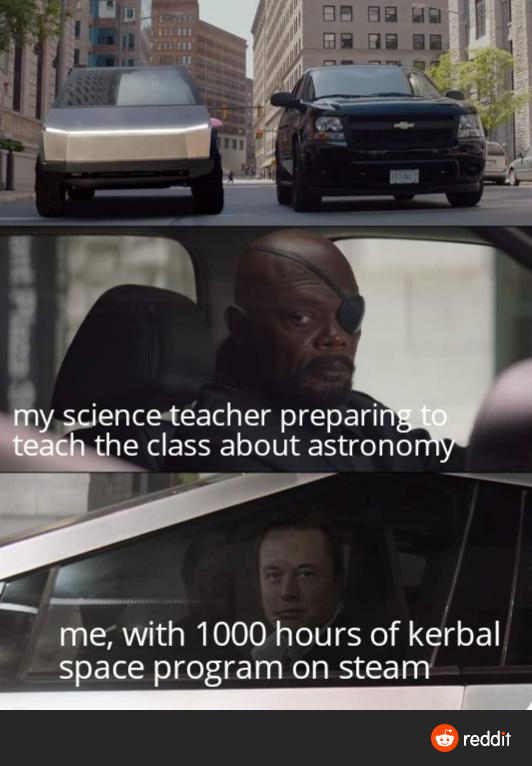 my science teacher preparing to
teach the class about astronomy
me, with 1000 hours of kerbal
space program on steam
reddit